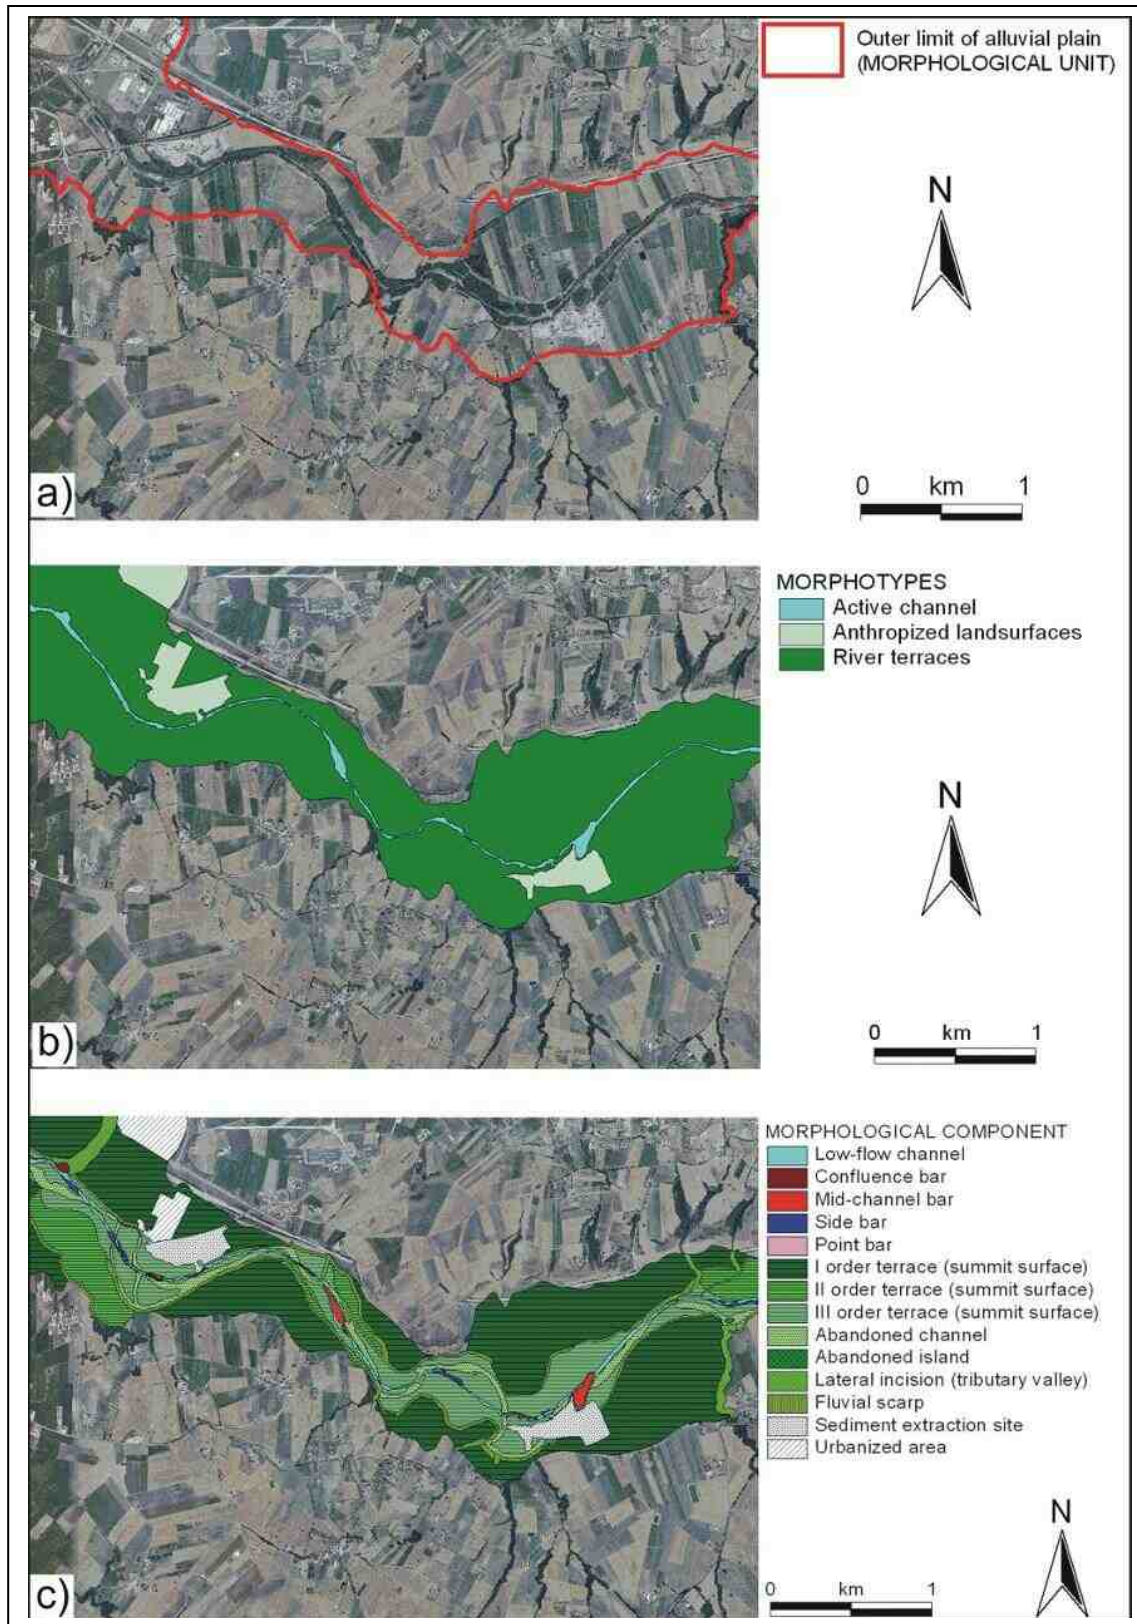 Outer limit of alluvial plain
(MORPHOLOGICAL UNIT)
N
0 km 1
a)
MORPHOTYPES
Active channel
Anthropized landsurfaces
River terraces
N
0 km 1
b)
MORPHOLOGICAL COMPONENT
Low-flow channel
Confluence bar
Mid-channel bar
Side bar
Point bar
I order terrace (summit surface)
II order terrace (summit surface)
III order terrace (summit surface)
Abandoned channel
Abandoned island
Lateral incision (tributary valley)
Fluvial scarp
Sediment extraction site
Urbanized area
N
0 km 1
c)